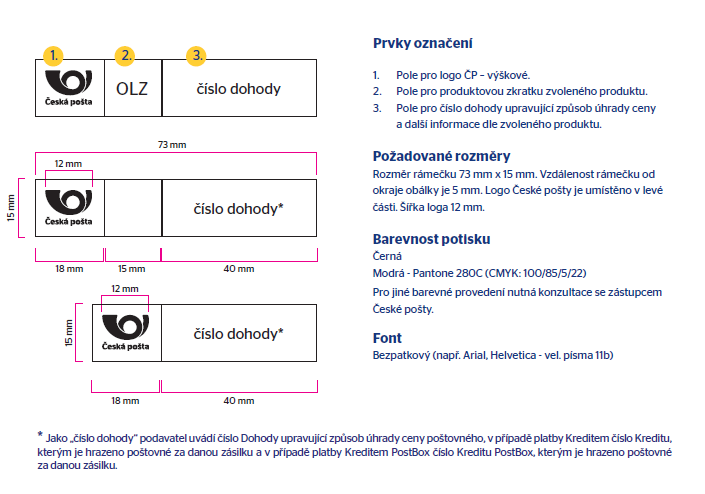 1. 2. 3.
Česká pošta OLZ číslo dohody
73 mm
12 mm
15 mm
Česká pošta číslo dohody*
18 mm 15 mm 40 mm
12 mm
15 mm
Česká pošta číslo dohody*
18 mm 40 mm
Prvky označení
1. Pole pro logo ČP – výškové.
2. Pole pro produktovou zkratku zvoleného produktu.
3. Pole pro číslo dohody upravující způsob úhrady ceny
a další informace dle zvoleného produktu.
Požadované rozměry
Rozměr rámečku 73 mm x 15 mm. Vzdálenost rámečku od
okraje obálky je 5 mm. Logo České pošty je umístěno v levé
části. Šířka loga 12 mm.
Barevnost potisku
Černá
Modrá - Pantone 280C (CMYK: 100/85/5/22)
Pro jiné barevné provedení nutná konzultace se zástupcem
České pošty.
Font
Bezpatkový (např. Arial, Helvetica - vel. písma 11b)
* Jako „číslo dohody“ podavatel uvádí číslo Dohody upravující způsob úhrady ceny poštovného, v případě platby Kreditem číslo Kreditu,
kterým je hrazeno poštovné za danou zásilku a v případě platby Kreditem PostBox číslo Kreditu PostBox, kterým je hrazeno poštovné
za danou zásilku.